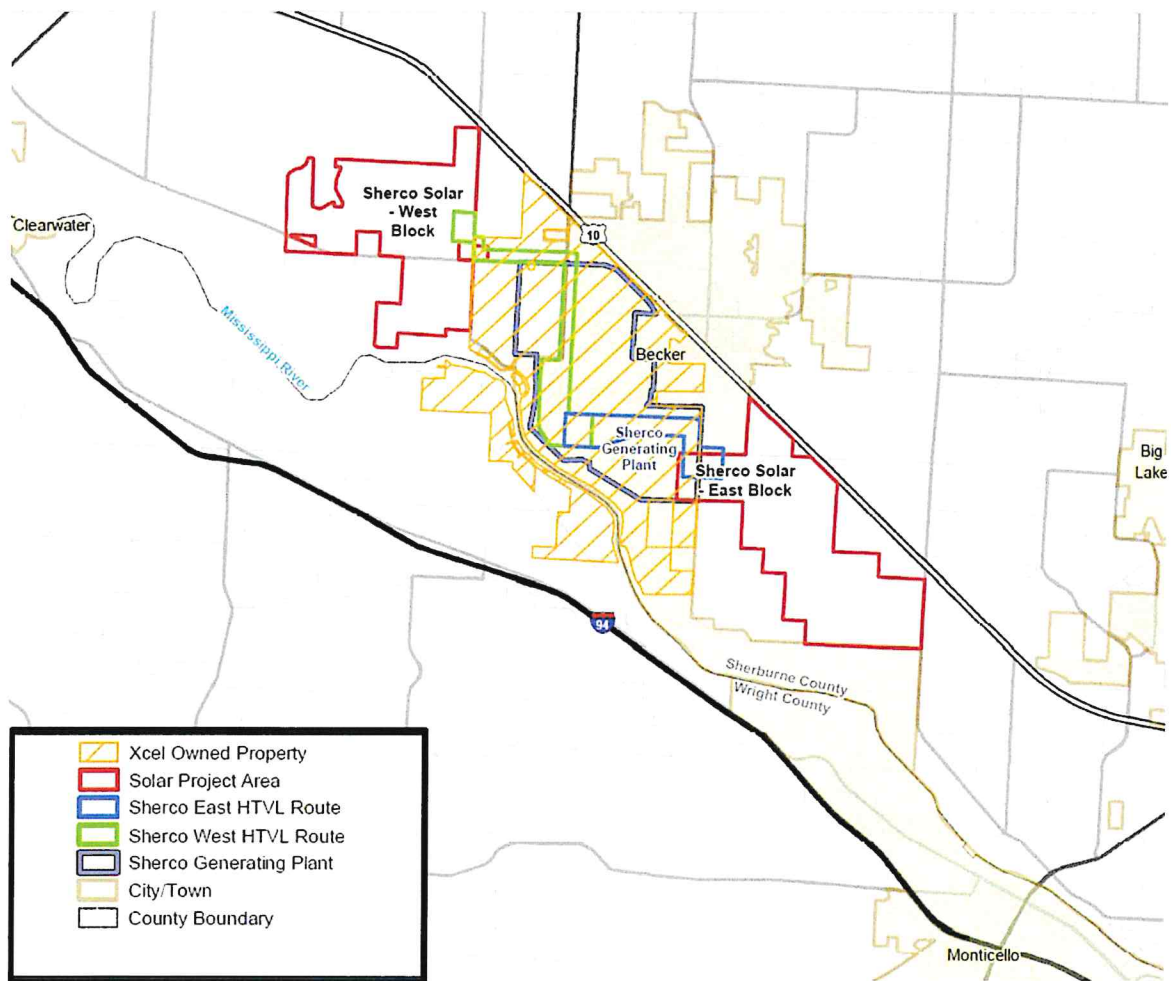 Sherco Solar
- West
Block
Clearwater
10
Mississippi River
Becker
Sherco
Generating
Plant
Sherco Solar
- East Block
Big
Lake
94
Sherburne County
Wright County
Xcel Owned Property
Solar Project Area
Sherco East HTVL Route
Sherco West HTVL Route
Sherco Generating Plant
City/Town
County Boundary
Monticello